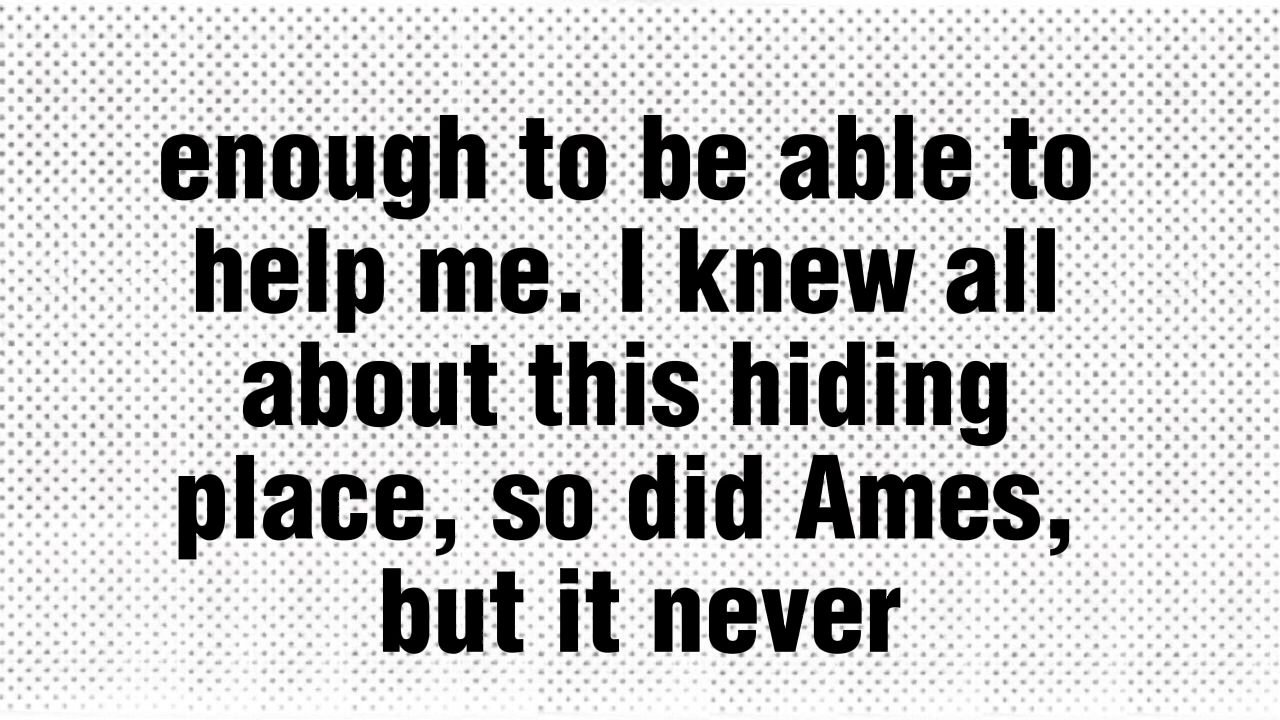 enough to be able to
help me. I knew all
about this hiding
place, so did Ames,
but it never